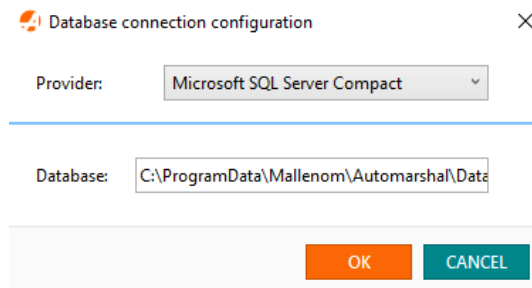 Database connection configuration
Provider: Microsoft SQL Server Compact
Database: C:\ProgramData\Mallenom\Automarshal\Data
OK CANCEL